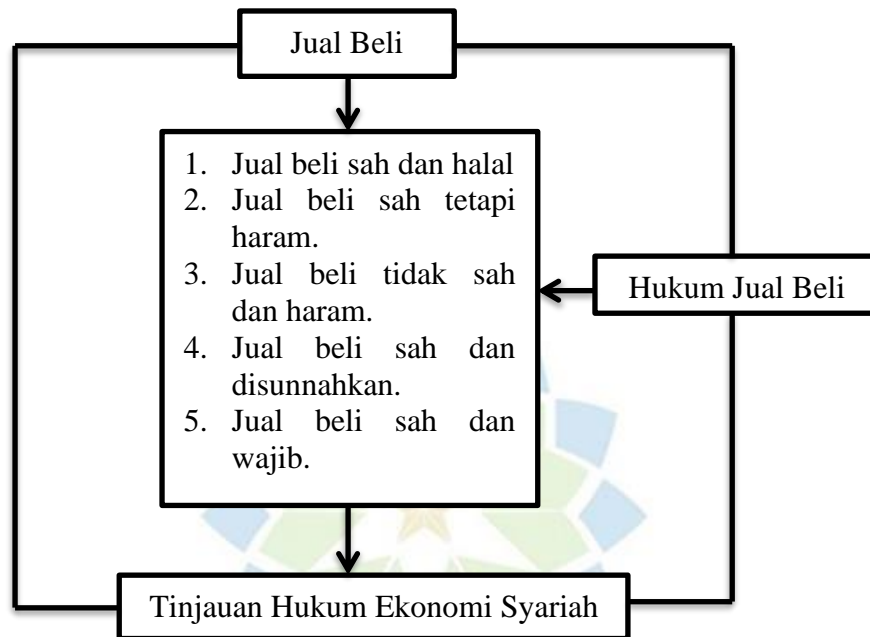 Jual Beli
1. Jual beli sah dan halal
2. Jual beli sah tetapi
haram.
3. Jual beli tidak sah
dan haram.
4. Jual beli sah dan
disunnahkan.
5. Jual beli sah dan
wajib.
Hukum Jual Beli
Tinjauan Hukum Ekonomi Syariah